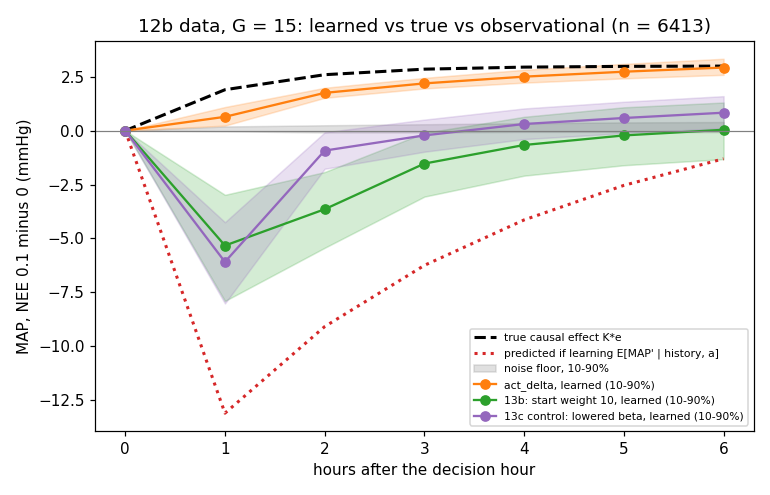 12b data, G = 15: learned vs true vs observational (n = 6413)
MAP, NEE 0.1 minus 0 (mmHg)
2.5
0.0
−2.5
−5.0
−7.5
−10.0
−12.5
true causal effect K*e
predicted if learning E[MAP' | history, a]
noise floor, 10-90%
act_delta, learned (10-90%)
13b: start weight 10, learned (10-90%)
13c control: lowered beta, learned (10-90%)
0 1 2 3 4 5 6
hours after the decision hour